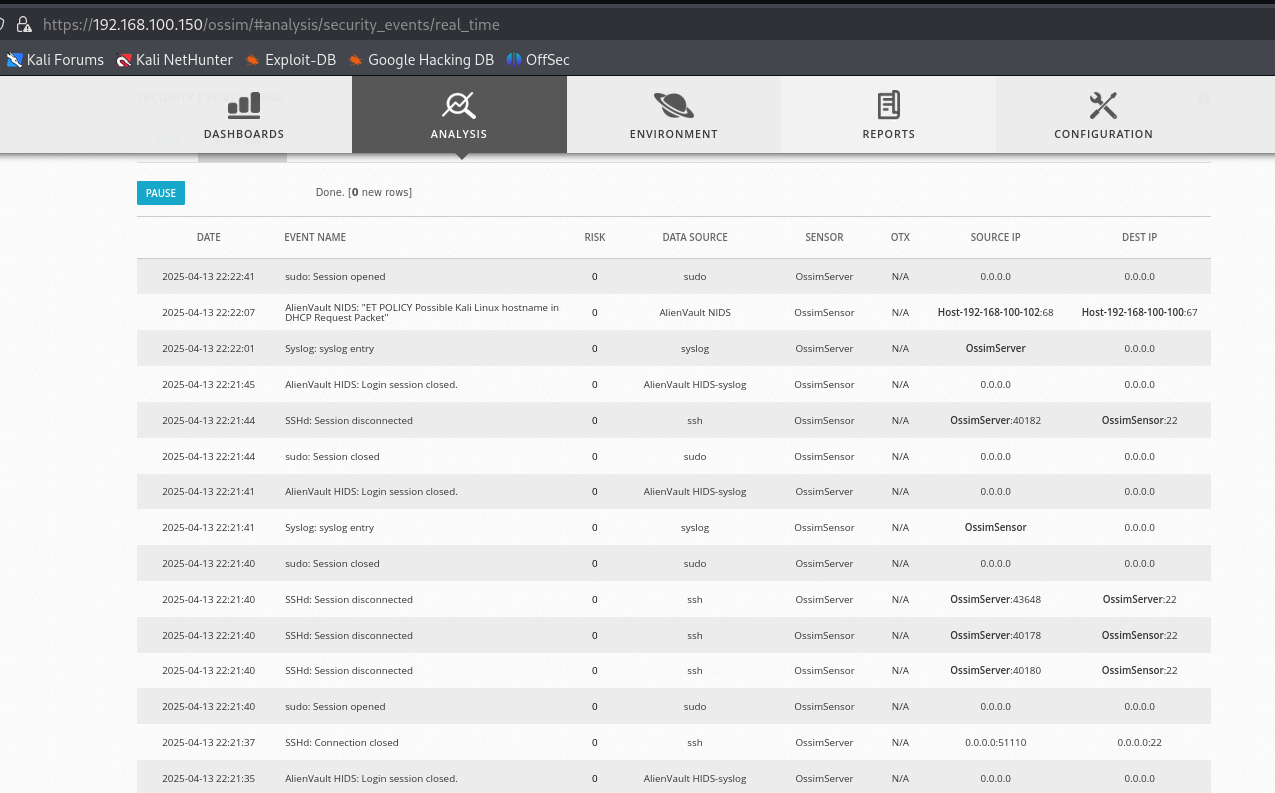 https://192.168.100.150/ossim/#analysis/security_events/real_time
Kali Forums Kali NetHunter Exploit-DB Google Hacking DB OffSec
DASHBOARDS ANALYSIS ENVIRONMENT REPORTS CONFIGURATION
PAUSE Done. [0 new rows]
DATE EVENT NAME RISK DATA SOURCE SENSOR OTX SOURCE IP DEST IP
2025-04-13 22:22:41 sudo: Session opened 0 sudo OssimServer N/A 0.0.0.0 0.0.0.0
2025-04-13 22:22:07 AlienVault NIDS: "ET POLICY Possible Kali Linux hostname in
DHCP Request Packet" 0 AlienVault NIDS OssimSensor N/A Host-192-168-100-102:68 Host-192-168-100-100:67
2025-04-13 22:22:01 Syslog: syslog entry 0 syslog OssimServer N/A OssimServer 0.0.0.0
2025-04-13 22:21:45 AlienVault HIDS: Login session closed. 0 AlienVault HIDS-syslog OssimSensor N/A 0.0.0.0 0.0.0.0
2025-04-13 22:21:44 SSHd: Session disconnected 0 ssh OssimSensor N/A OssimServer:40182 OssimSensor:22
2025-04-13 22:21:44 sudo: Session closed 0 sudo OssimSensor N/A 0.0.0.0 0.0.0.0
2025-04-13 22:21:41 AlienVault HIDS: Login session closed. 0 AlienVault HIDS-syslog OssimSensor N/A 0.0.0.0 0.0.0.0
2025-04-13 22:21:41 Syslog: syslog entry 0 syslog OssimSensor N/A OssimSensor 0.0.0.0
2025-04-13 22:21:40 sudo: Session closed 0 sudo OssimServer N/A 0.0.0.0 0.0.0.0
2025-04-13 22:21:40 SSHd: Session disconnected 0 ssh OssimServer N/A OssimServer:43648 OssimServer:22
2025-04-13 22:21:40 SSHd: Session disconnected 0 ssh OssimSensor N/A OssimServer:40178 OssimSensor:22
2025-04-13 22:21:40 SSHd: Session disconnected 0 ssh OssimSensor N/A OssimServer:40180 OssimSensor:22
2025-04-13 22:21:40 sudo: Session opened 0 sudo OssimSensor N/A 0.0.0.0 0.0.0.0
2025-04-13 22:21:37 SSHd: Connection closed 0 ssh OssimServer N/A 0.0.0.0:51110 0.0.0.0:22
2025-04-13 22:21:35 AlienVault HIDS: Login session closed. 0 AlienVault HIDS-syslog OssimSensor N/A 0.0.0.0 0.0.0.0